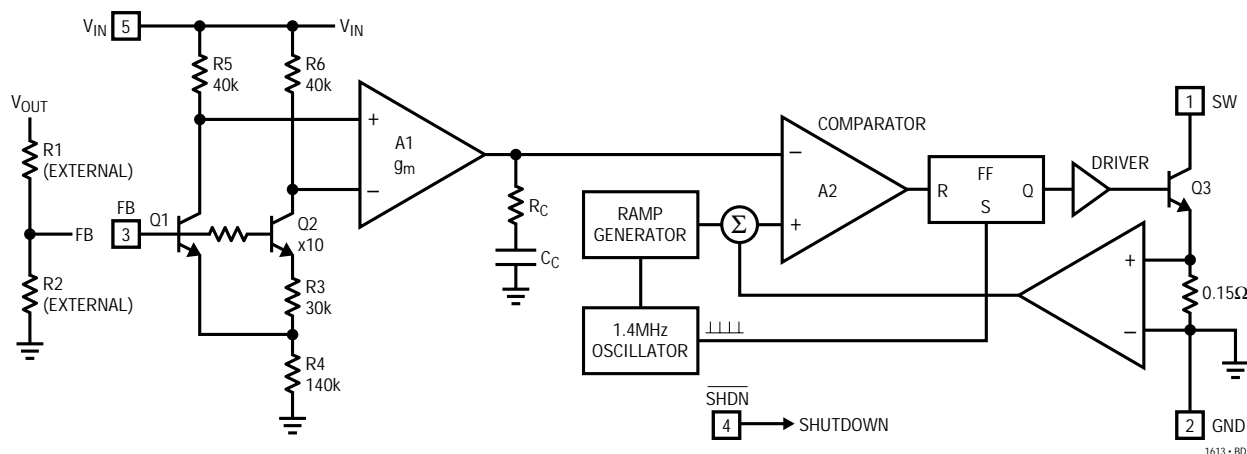 VIN
5
VIN
R5
40k
R6
40k
VOUT
R1
(EXTERNAL)
FB
R2
(EXTERNAL)
FB
3
Q1
Q2
x10
R3
30k
R4
140k
+
−
A1
gm
RC
CC
COMPARATOR
−
+
A2
RAMP
GENERATOR
Σ
1.4MHz
OSCILLATOR
R
FF
S
Q
DRIVER
1
SW
Q3
+
−
0.15Ω
2
GND
SHDN
4
SHUTDOWN
1613 • BD